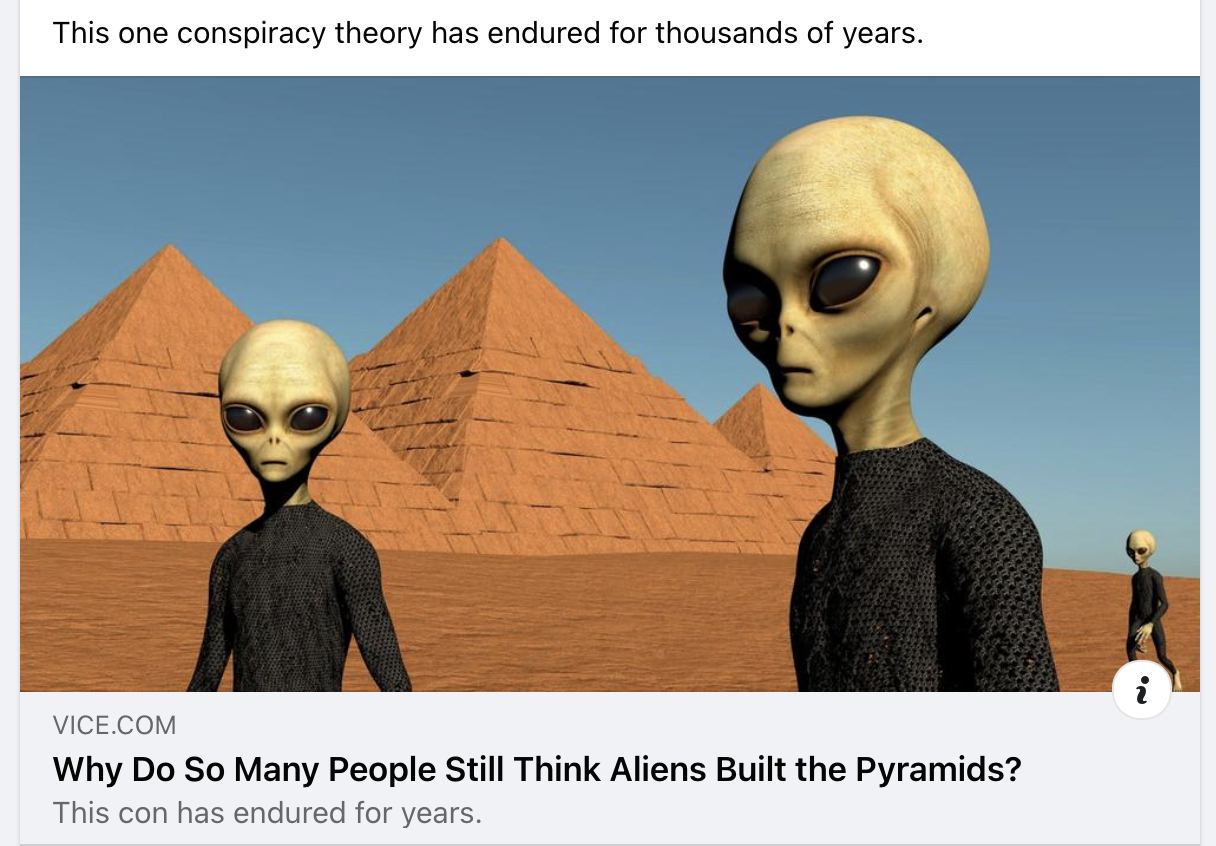 This one conspiracy theory has endured for thousands of years.
i
VICE.COM
Why Do So Many People Still Think Aliens Built the Pyramids?
This con has endured for years.